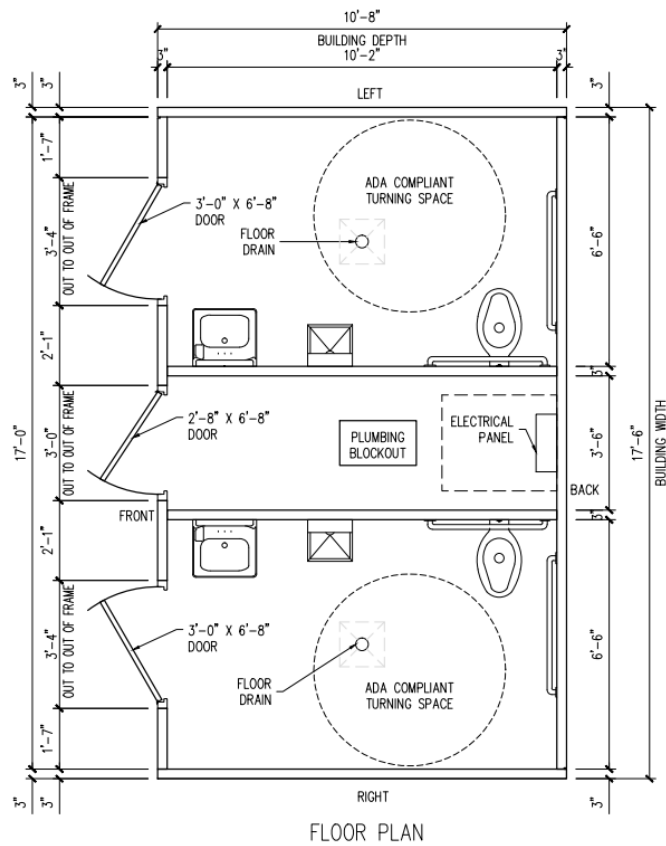 10'-8"
BUILDING DEPTH
3" 10'-2" 3"
3" 3" LEFT 3"
1'-7"
ADA COMPLIANT
TURNING SPACE
3'-0" X 6'-8"
DOOR
FLOOR
DRAIN
3'-4"
OUT TO OUT OF FRAME
6'-6"
2'-1"
3"
2'-8" X 6'-8"
DOOR
PLUMBING
BLOCKOUT
ELECTRICAL
PANEL
17'-0"
3'-0"
OUT TO OUT OF FRAME
3'-6"
17'-6"
BUILDING WIDTH
FRONT
BACK
3"
2'-1"
3'-0" X 6'-8"
DOOR
3'-4"
OUT TO OUT OF FRAME
FLOOR
DRAIN
ADA COMPLIANT
TURNING SPACE
6'-6"
1'-7"
3" 3" RIGHT 3"
FLOOR PLAN